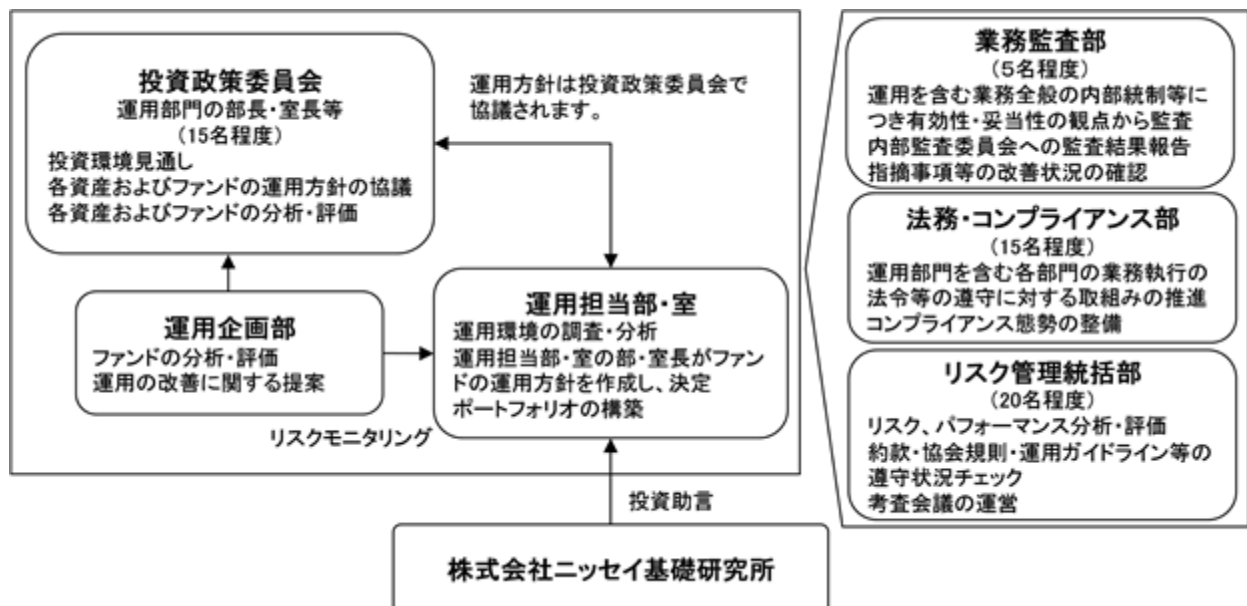 投資政策委員会
運用部門の部長・室長等
(15名程度)
投資環境見通し
各資産およびファンドの運用方針の協議
各資産およびファンドの分析・評価
運用方針は投資政策委員会で
協議されます。
運用企画部
ファンドの分析・評価
運用の改善に関する提案
リスクモニタリング
運用担当部・室
運用環境の調査・分析
運用担当部・室の部・室長がファン
ドの運用方針を作成し、決定
ポートフォリオの構築
投資助言
株式会社ニッセイ基礎研究所
業務監査部
(5名程度)
運用を含む業務全般の内部統制等に
つき有効性・妥当性の観点から監査
内部監査委員会への監査結果報告
指摘事項等の改善状況の確認
法務・コンプライアンス部
(15名程度)
運用部門を含む各部門の業務執行の
法令等の遵守に対する取組みの推進
コンプライアンス態勢の整備
リスク管理統括部
(20名程度)
リスク、パフォーマンス分析・評価
約款・協会規則・運用ガイドライン等の
遵守状況チェック
考査会議の運営